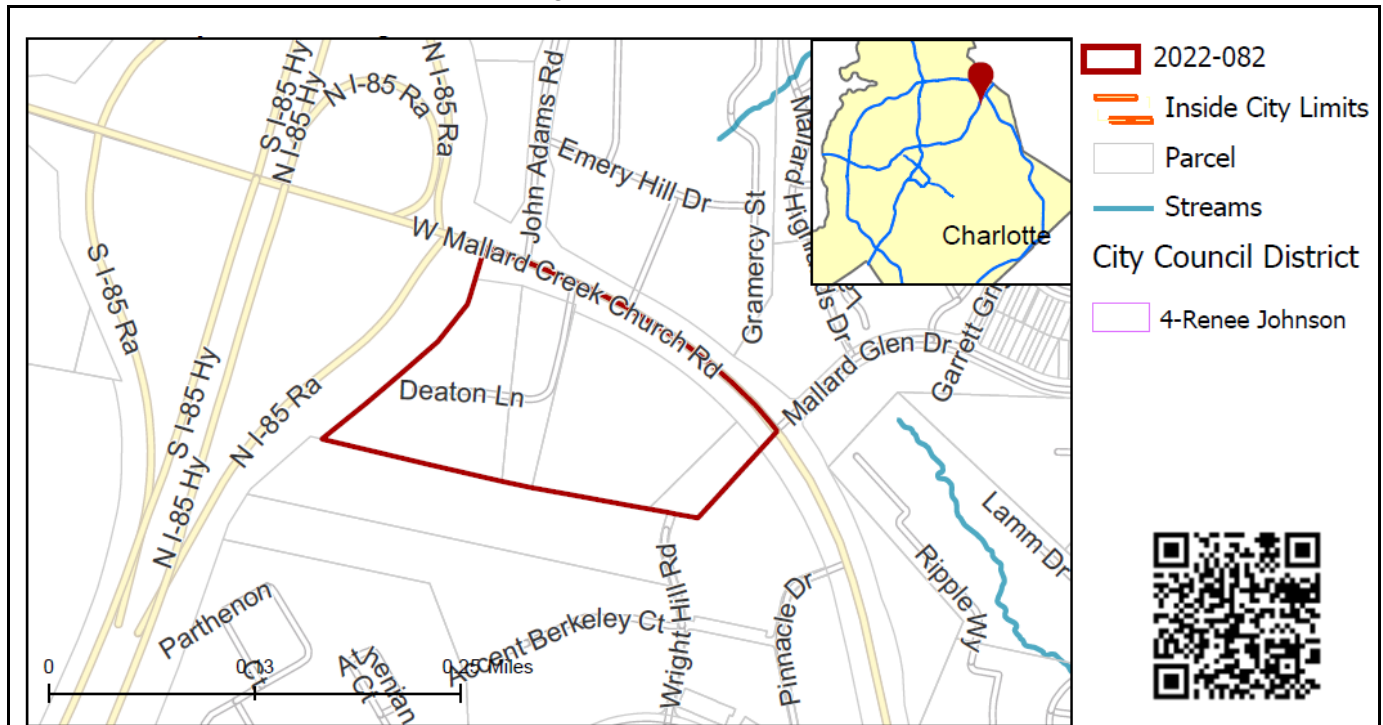 S I-85 Hy
N I-85 Hy
N I-85 Ra
N I-85 Ra
John Adams Rd
Emery Hill Dr
Gramercy St
W Mallard Creek Church Rd
Mallard Glen Dr
S I-85 Ra
Deaton Ln
S I-85 Hy
N I-85 Ra
N I-85 Hy
Lamm Dr
Ripple Wy
Wright Hill Rd
Pinnacle Dr
Berkeley Ct
Parthenon
Ct
Athenian
Ct
0
0.13
0.25 Miles
Charlotte
2022-082
Inside City Limits
Parcel
Streams
City Council District
4-Renee Johnson